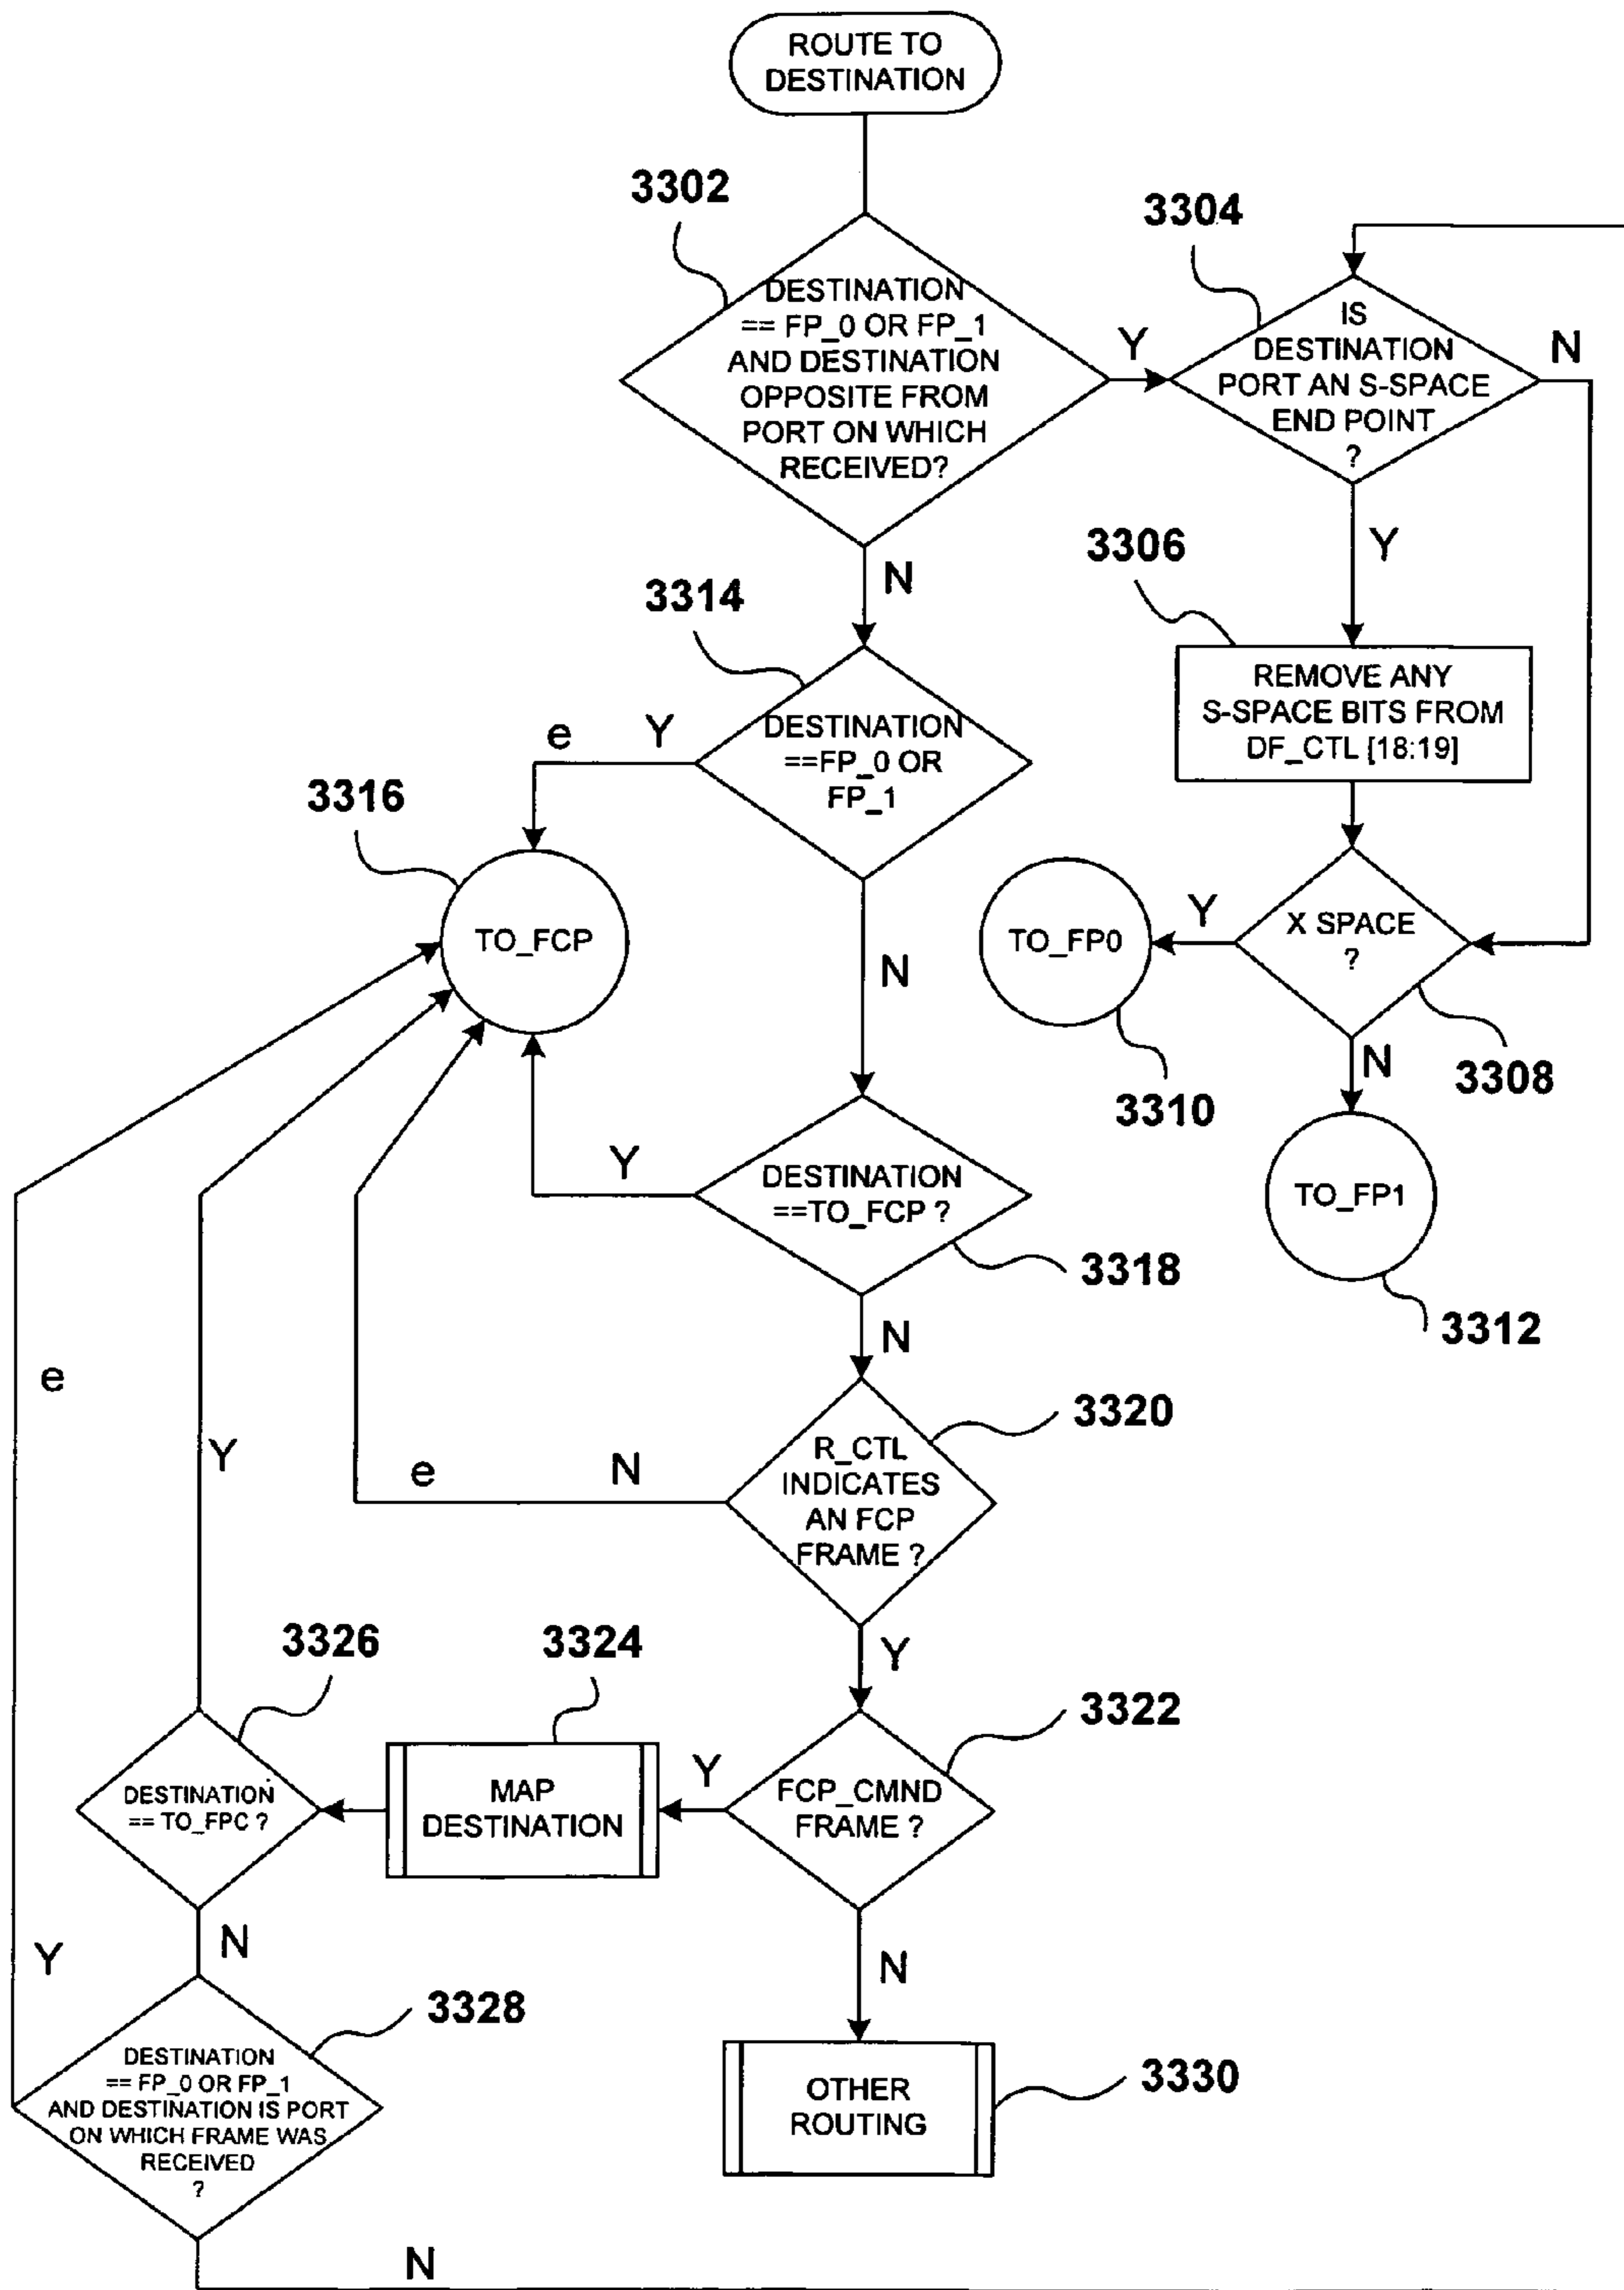 ROUTE TO
DESTINATION
3302
3304
DESTINATION
== FP_0 OR FP_1
AND DESTINATION
OPPOSITE FROM
PORT ON WHICH
RECEIVED?
Y
IS
DESTINATION
PORT AN S-SPACE
END POINT
?
N
Y
3306
N
3314
REMOVE ANY
S-SPACE BITS FROM
DF_CTL [18:19]
DESTINATION
==FP_0 OR
FP_1
e
Y
3316
TO_FCP
N
TO_FP0
Y
X SPACE
?
3308
3310
N
TO_FP1
3312
Y
DESTINATION
==TO_FCP ?
3318
N
3320
R_CTL
INDICATES
AN FCP
FRAME ?
e
N
e
Y
Y
3326
3324
3322
DESTINATION
== TO_FPC ?
MAP
DESTINATION
Y
FCP_CMND
FRAME ?
N
Y
N
3328
DESTINATION
== FP_0 OR FP_1
AND DESTINATION IS PORT
ON WHICH FRAME WAS
RECEIVED
?
OTHER
ROUTING
3330
N